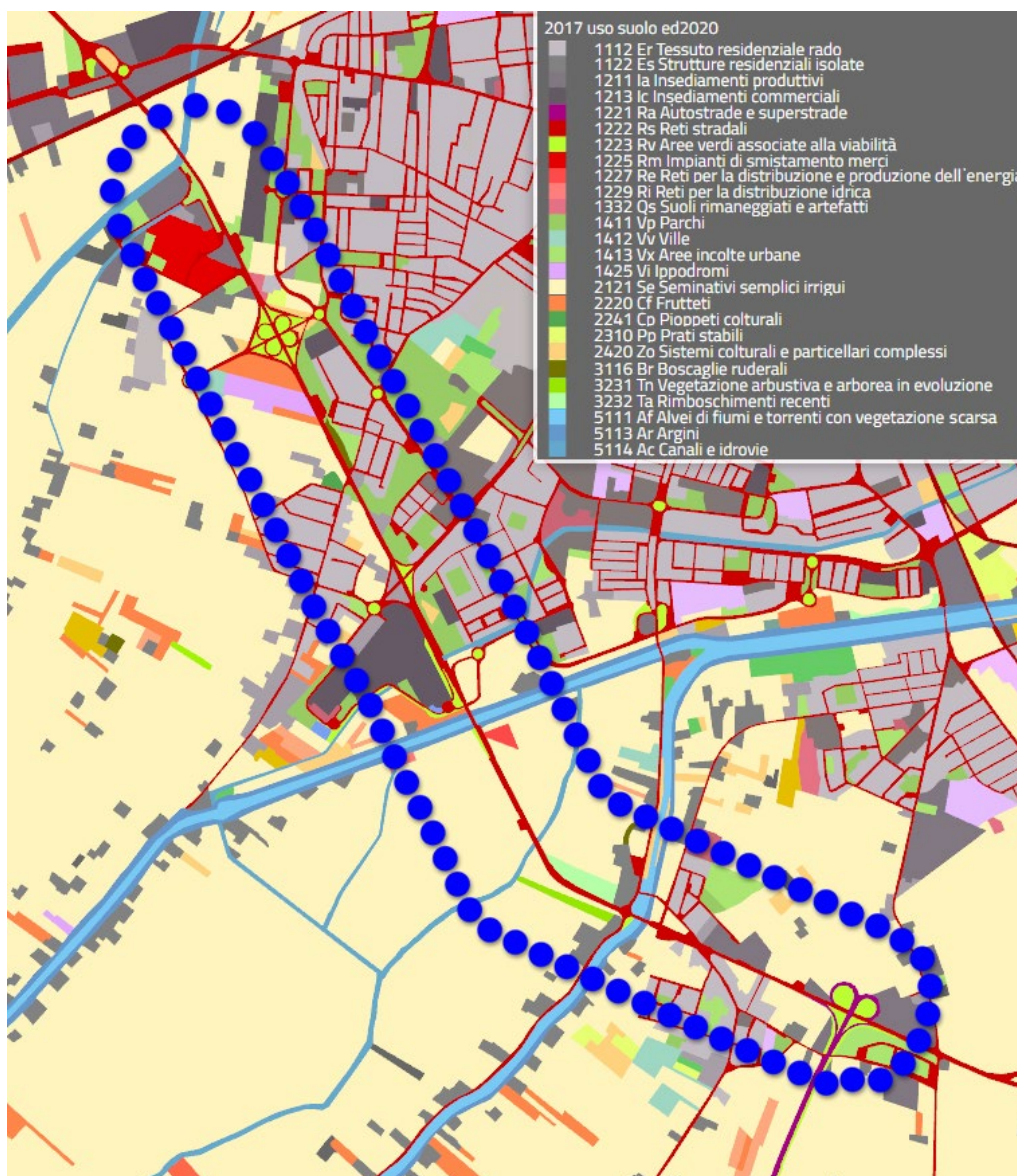 2017 uso suolo ed2020
1112 Er Tessuto residenziale rado
1122 Es Strutture residenziali isolate
1211 Ia Insediamenti produttivi
1213 Ic Insediamenti commerciali
1221 Ra Autostrade e superstrade
1222 Rs Reti stradali
1223 Rv Aree verdi associate alla viabilità
1225 Rm Impianti di smistamento merci
1227 Re Reti per la distribuzione e produzione dell'energia
1229 Ri Reti per la distribuzione idrica
1332 Qs Suoli rimaneggiati e artefatti
1411 Vp Parchi
1412 Vv Ville
1413 Vx Aree incolte urbane
1425 Vi Ippodromi
2121 Se Seminativi semplici irrigui
2220 Cf Frutteti
2241 Cp Pioppeti colturali
2310 Pp Prati stabili
2420 Zo Sistemi colturali e particellari complessi
3116 Br Boscaglie ruderali
3231 Tn Vegetazione arbustiva e arborea in evoluzione
3232 Ta Rimboschimenti recenti
5111 Af Alvei di fiumi e torrenti con vegetazione scarsa
5113 Ar Argini
5114 Ac Canali e idrovie